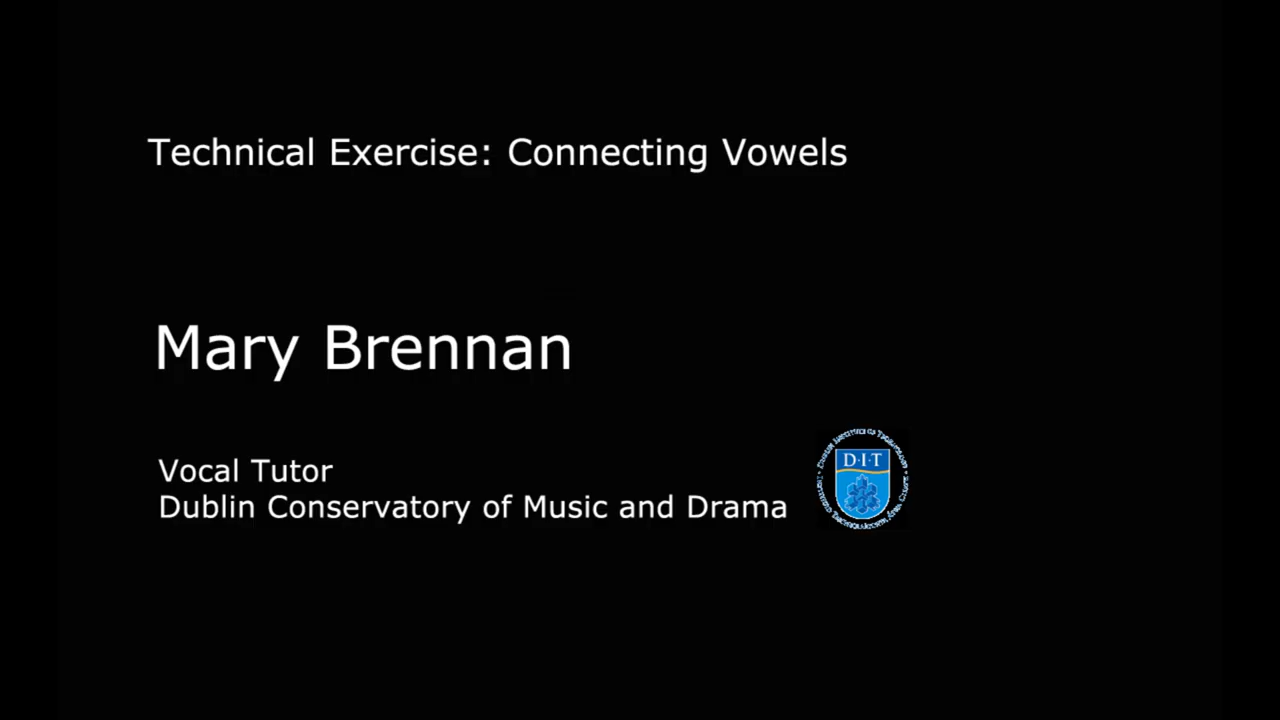 Technical Exercise: Connecting Vowels
Mary Brennan
Vocal Tutor
Dublin Conservatory of Music and Drama
D·I·T